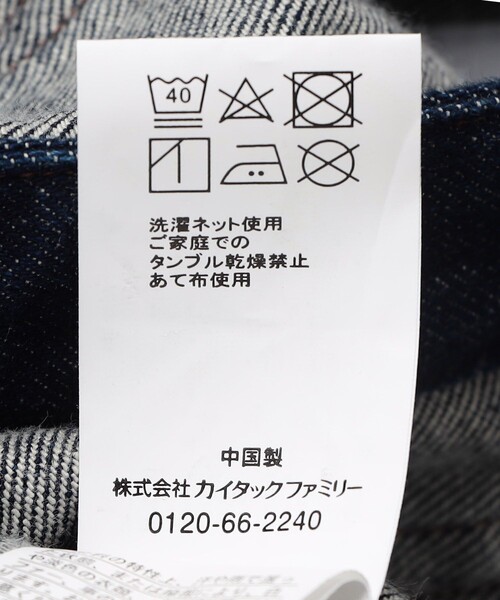 40
洗濯ネット使用
ご家庭での
タンブル乾燥禁止
あて布使用
中国製
株式会社カイタックファミリー
0120-66-2240